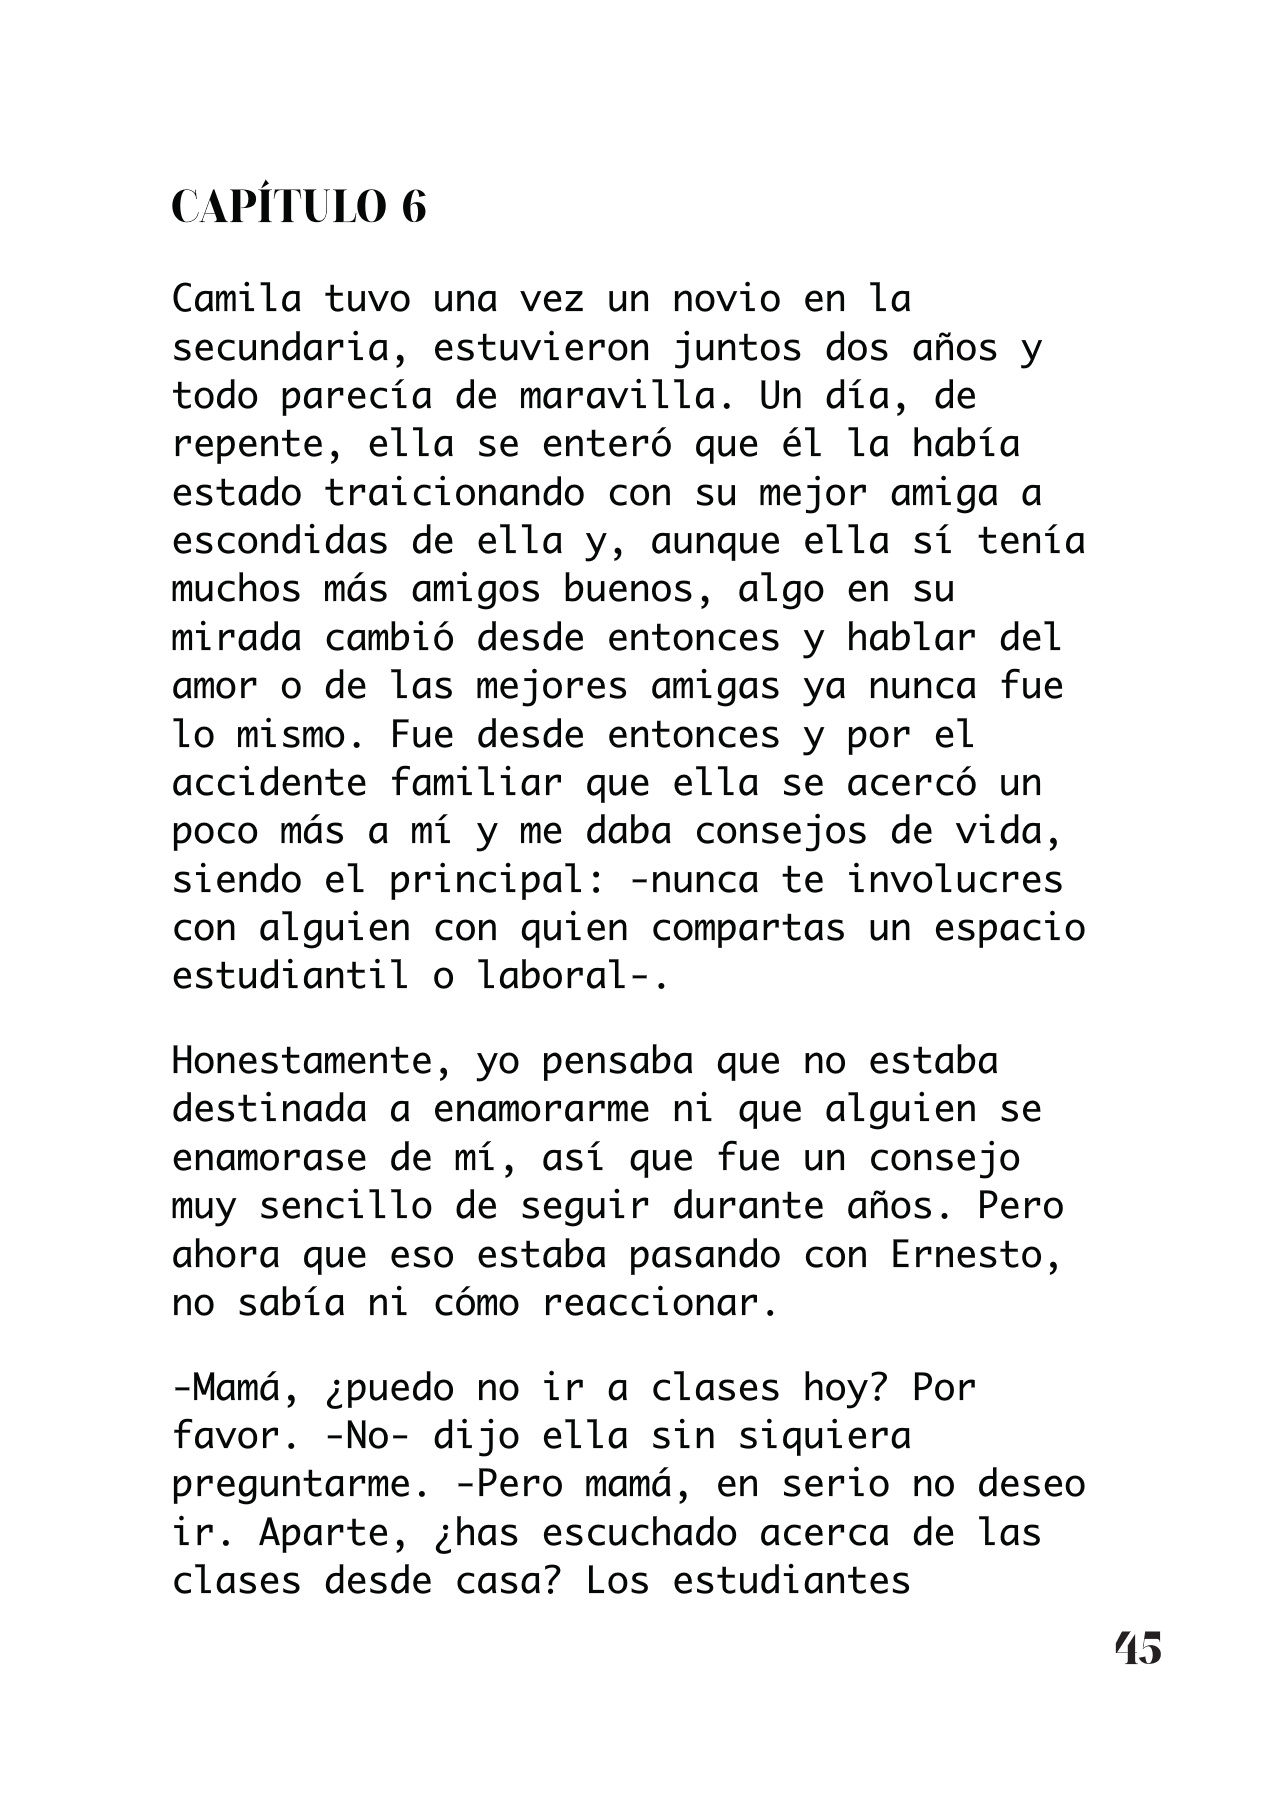 CAPÍTULO 6
Camila tuvo una vez un novio en la
secundaria, estuvieron juntos dos años y
todo parecía de maravilla. Un día, de
repente, ella se enteró que él la había
estado traicionando con su mejor amiga a
escondidas de ella y, aunque ella sí tenía
muchos más amigos buenos, algo en su
mirada cambió desde entonces y hablar del
amor o de las mejores amigas ya nunca fue
lo mismo. Fue desde entonces y por el
accidente familiar que ella se acercó un
poco más a mí y me daba consejos de vida,
siendo el principal: -nunca te involucres
con alguien con quien compartas un espacio
estudiantil o laboral-.
Honestamente, yo pensaba que no estaba
destinada a enamorarme ni que alguien se
enamorase de mí, así que fue un consejo
muy sencillo de seguir durante años. Pero
ahora que eso estaba pasando con Ernesto,
no sabía ni cómo reaccionar.
-Mamá, ¿puedo no ir a clases hoy? Por
favor. -No- dijo ella sin siquiera
preguntarme. -Pero mamá, en serio no deseo
ir. Aparte, ¿has escuchado acerca de las
clases desde casa? Los estudiantes
45